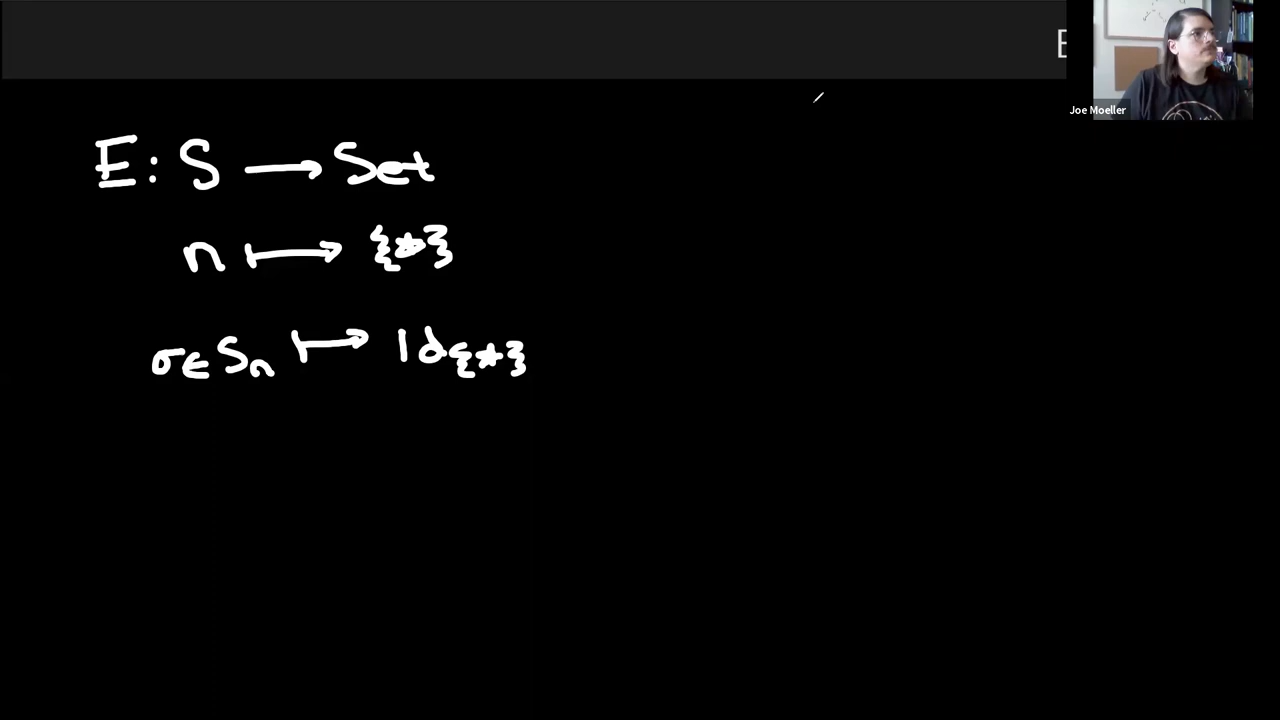 E
Joe Moeller
E: S ⟶ Set
n ⟼ {*}
σ∈Sₙ ⟼ id{*}